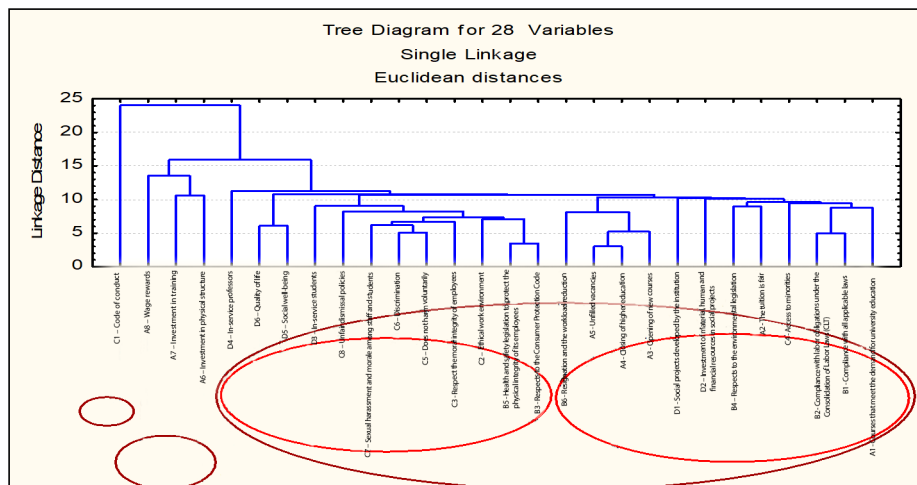 Tree Diagram for 28 Variables
Single Linkage
Euclidean distances
Linkage Distance
25
20
15
10
5
0
C1 – Code of conduct
A8 – Wage rewards
A7 – Investment in training
A6 – Investment in physical structure
D4 – In-service professors
D6 – Quality of life
D5 – Social well-being
D3 – In-service students
C8 – Unfair dismissal policies
C7 – Sexual harassment and morale among staff and students
C6 – Discrimination
C5 – Does not harm voluntarily
C3 – Respect the moral integrity of employees
C2 – Ethical work environment
B5 – Health and safety legislation to protect the
physical integrity of its employees
B3 – Respects to the Consumer Protection Code
B6 – Resignation and the workload reduction
A5 – Unfilled vacancies
A4 – Closing of higher education
A3 – Opening of new courses
D1 – Social projects developed by the institution
D2 – Investment of material, human and
financial resources in social projects
B4 – Respects to the environmental legislation
A2 – The tuition is fair
C4 – Access to minorities
B2 – Compliance with labor obligations under the
Consolidation of Labor Laws (CLT)
B1 – Compliance with all applicable laws
A1 – Courses that meet the demand for university education